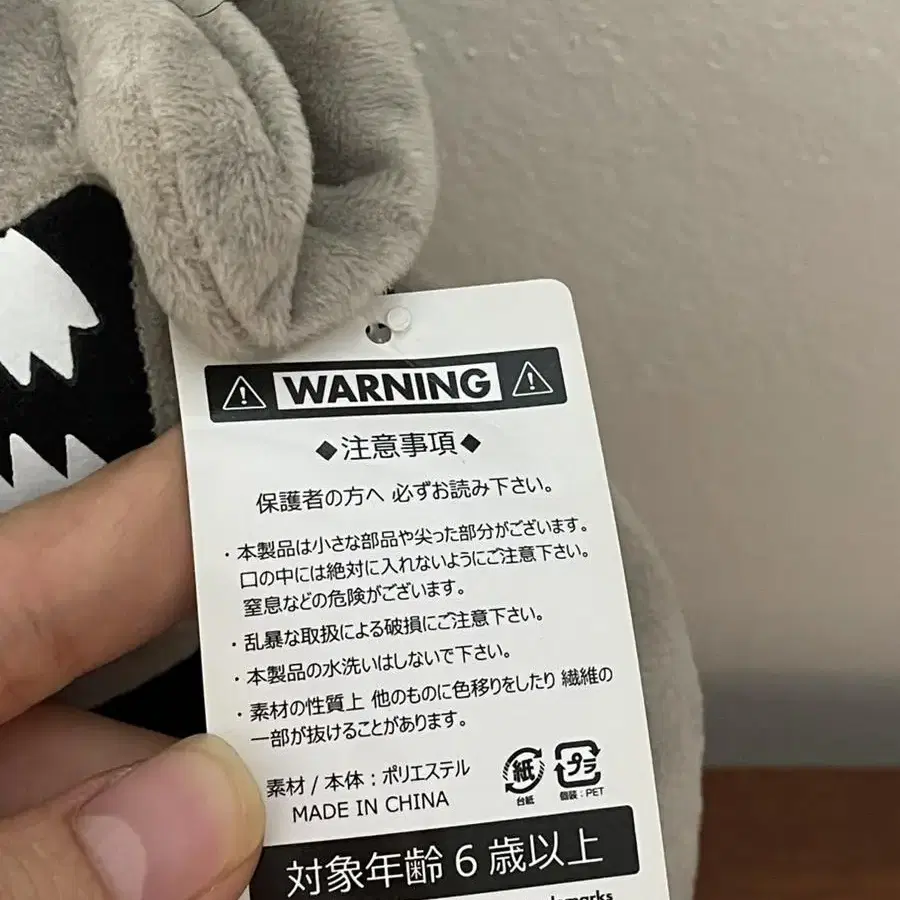 WARNING
◆注意事項◆
保護者の方へ 必ずお読み下さい。
・本製品は小さな部品や尖った部分がございます。
口の中には絶対に入れないようにご注意下さい。
窒息などの危険がございます。
・乱暴な取扱による破損にご注意下さい。
・本製品の水洗いはしないで下さい。
・素材の性質上 他のものに色移りをしたり 繊維の
一部が抜けることがあります。
素材 / 本体 : ポリエステル
MADE IN CHINA
紙
台紙
プラ
個装 : PET
対象年齢 6 歳以上